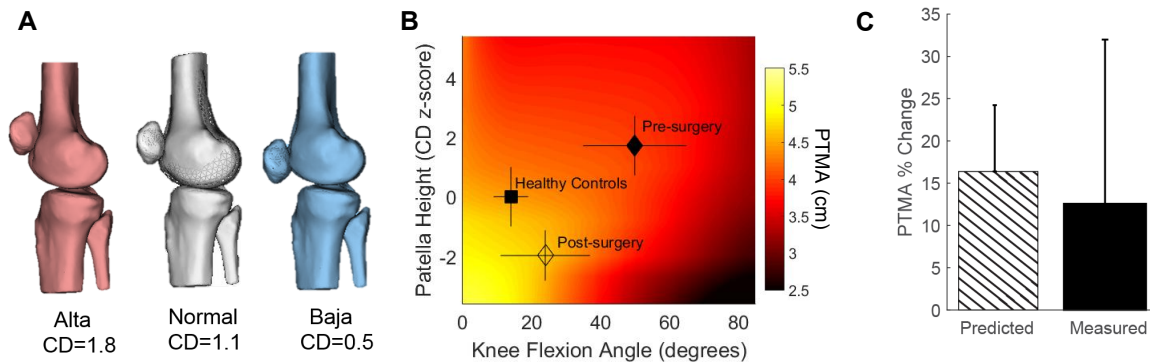 A
Alta
CD=1.8
Normal
CD=1.1
Baja
CD=0.5
B
Patella Height (CD z-score)
4
2
0
-2
0
20
40
60
80
Knee Flexion Angle (degrees)
Pre-surgery
Healthy Controls
Post-surgery
5.5
5
4.5
4
3.5
3
2.5
PTMA (cm)
C
PTMA % Change
35
30
25
20
15
10
5
0
Predicted
Measured